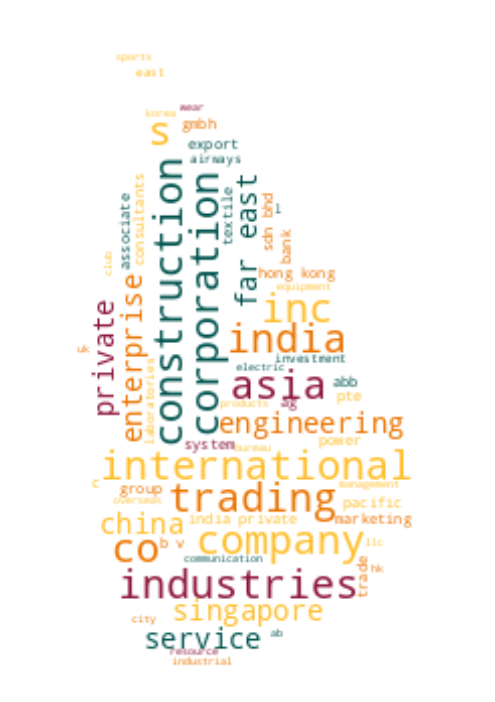 sports
east
korea
wear
s
gmbh
export
airways
construction
corporation
far east
textile
associate
consultants
sdn bhd
bank
club
hong kong
equipment
private
enterprise
inc
india
uk
investment
electric
laboratories
asia
abb
products
ag
pte
engineering
system
bureau
power
international
c
group
overseas
trading
management
pacific
china
india private
marketing
co
b v
company
llc
communication
trade
hk
industries
singapore
city
service
ab
resource
industrial